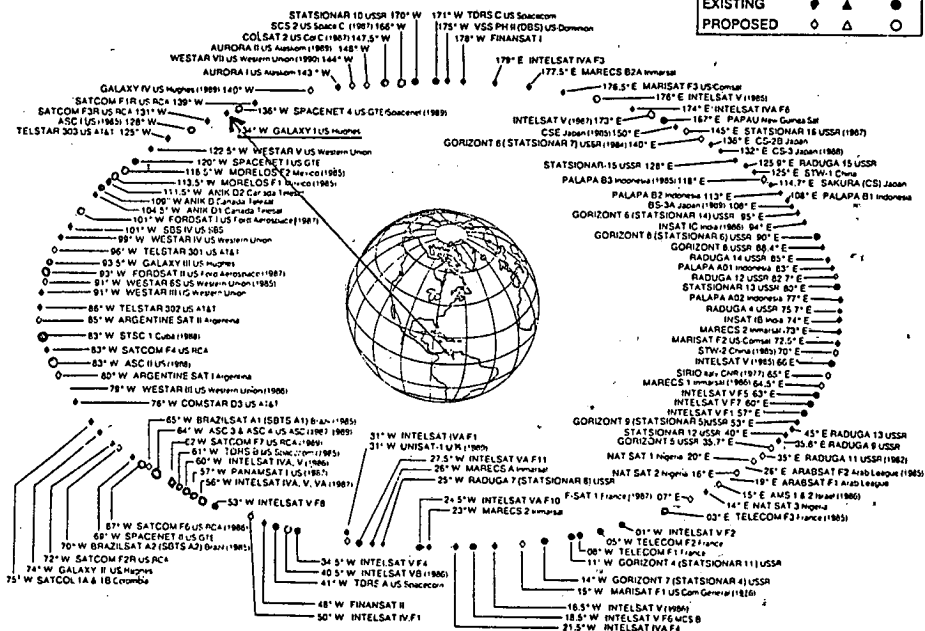 EXISTING
PROPOSED
STATSIONAR 10 USSR 170° W
SCS 2 US Space C (1987) 166° W
COLSAT 2 US Col C (1987) 147.5° W
AURORA II US Alascom (1989) 148° W
WESTAR VII US Western Union (1990) 144° W
AURORA I US Alascom 143° W
GALAXY IV US Hughes (1989) 140° W
SATCOM F1R US RCA 139° W
SATCOM F3R US RCA 131° W
ASC I US (1985) 128° W
TELSTAR 303 US AT&T 125° W
171° W TDRS C US Spacecom
175° W VSS PH II (DBS) US-Dominion
178° W FINANSAT I
179° E INTELSAT IVA F3
177.5° E MARECS B2A Inmarsat
176.5° E MARISAT F3 US Comsat
176° E INTELSAT V (1985)
174° E INTELSAT IVA F6
INTELSAT V (1987) 173° E
167° E PAPAU New Guinea Sat
CSE Japan (1985) 150° E
145° E STATSIONAR 16 USSR (1987)
GORIZONT 6 (STATSIONAR 7) USSR (1984) 140° E
136° E CS-2B Japan
132° E CS-3 Japan (1988)
STATSIONAR-15 USSR 128° E
125.9° E RADUGA 15 USSR
125° E STW-1 China
PALAPA B3 Indonesia (1985) 118° E
114.7° E SAKURA (CS) Japan
PALAPA B2 Indonesia 113° E
108° E PALAPA B1 Indonesia
BS-3A Japan (1989) 108° E
GORIZONT 6 (STATSIONAR 14) USSR 95° E
INSAT IC India (1986) 94° E
GORIZONT 8 (STATSIONAR 6) USSR 90° E
GORIZONT 8 USSR 88.4° E
RADUGA 14 USSR 85° E
PALAPA A01 Indonesia 83° E
RADUGA 12 USSR 82.7° E
STATSIONAR 13 USSR 80° E
PALAPA A02 Indonesia 77° E
RADUGA 4 USSR 75.7° E
INSAT IB India 74° E
MARECS 2 Inmarsat 73° E
MARISAT F2 US Comsat 72.5° E
STW-2 China (1985) 70° E
INTELSAT V (1985) 66° E
SIRIO Italy CNR (1977) 65° E
MARECS 1 Inmarsat (1986) 64.5° E
INTELSAT V F5 63° E
INTELSAT V F7 60° E
INTELSAT V F1 57° E
GORIZONT 9 (STATSIONAR 5) USSR 53° E
45° E RADUGA 13 USSR
STATSIONAR 12 USSR 40° E
35.6° E RADUGA 9 USSR
GORIZONT 5 USSR 35.7° E
35° E RADUGA 11 USSR (1982)
NAT SAT 1 Nigeria 20° E
26° E ARABSAT F2 Arab League (1985)
NAT SAT 2 Nigeria 16° E
19° E ARABSAT F1 Arab League
15° E AMS 1 & 2 Israel (1986)
14° E NAT SAT 3 Nigeria
F-SAT 1 France (1987) 07° E
03° E TELECOM F3 France (1985)
136° W SPACENET 4 US GTE/Spacenet (1989)
134° W GALAXY I US Hughes
122.5° W WESTAR V US Western Union
120° W SPACENET I US GTE
116.5° W MORELOS F2 Mexico (1985)
113.5° W MORELOS F1 Mexico (1985)
111.5° W ANIK D2 Canada Telesat
109° W ANIK B Canada Telesat
104.5° W ANIK D1 Canada Telesat
101° W FORDSAT I US Ford Aerospace (1987)
101° W SBS IV US SBS
99° W WESTAR IV US Western Union
96° W TELSTAR 301 US AT&T
93.5° W GALAXY III US Hughes
93° W FORDSAT II US Ford Aerospace (1987)
91° W WESTAR 6S US Western Union (1985)
91° W WESTAR III US Western Union
86° W TELSTAR 302 US AT&T
85° W ARGENTINE SAT II Argentina
83° W STSC 1 Cuba (1988)
83° W SATCOM F4 US RCA
83° W ASC II US (1988)
80° W ARGENTINE SAT I Argentina
79° W WESTAR III US Western Union (1986)
76° W COMSTAR D3 US AT&T
65° W BRAZILSAT A1 (SBTS A1) Brazil (1985)
64° W ASC 3 & ASC 4 US ASC (1987 1989)
62° W SATCOM F7 US RCA (1989)
61° W TDRS B US Spacecom (1985)
60° W INTELSAT IVA, V (1986)
57° W PANAMSAT I US (1987)
56° W INTELSAT IVA, V, VA (1987)
53° W INTELSAT V F8
67° W SATCOM F6 US RCA (1986)
69° W SPACENET II US GTE
70° W BRAZILSAT A2 (SBTS A2) Brazil (1985)
72° W SATCOM F2R US RCA
74° W GALAXY II US Hughes
75° W SATCOL 1A & 1B Colombia
31° W INTELSAT IVA F1
31° W UNISAT-1 UK (1989)
27.5° W INTELSAT VA F11
26° W MARECS A Inmarsat
25° W RADUGA 7 (STATSIONAR 8) USSR
24.5° W INTELSAT VA F10
23° W MARECS 2 Inmarsat
34.5° W INTELSAT V F4
40.5° W INTELSAT VB (1986)
41° W TDRS A US Spacecom
48° W FINANSAT II
50° W INTELSAT IV.F1
01° W INTELSAT V F2
05° W TELECOM F2 France
08° W TELECOM F1 France
11° W GORIZONT 4 (STATSIONAR 11) USSR
14° W GORIZONT 7 (STATSIONAR 4) USSR
15° W MARISAT F1 US Com General (1976)
16.5° W INTELSAT V (1986)
18.5° W INTELSAT V F6 MCS B
21.5° W INTELSAT IVA F4